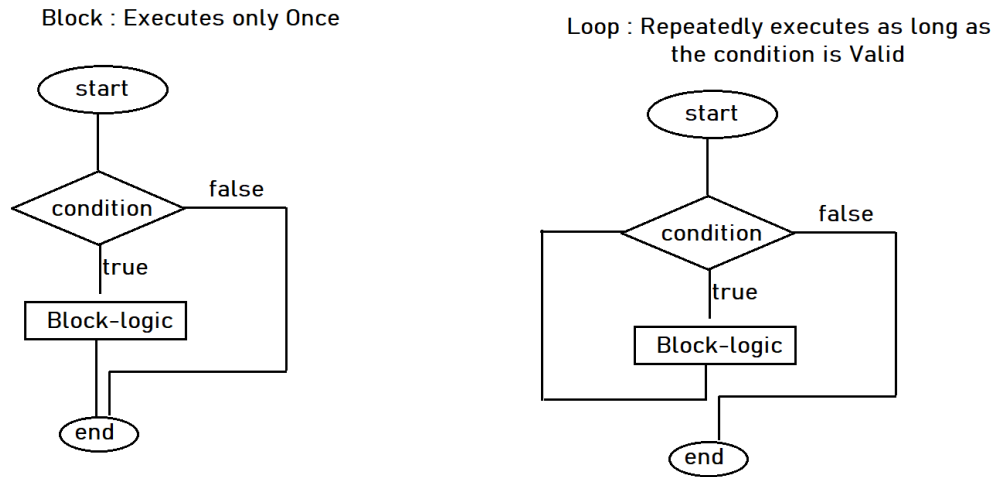 Block : Executes only Once
start
condition
false
true
Block-logic
end
Loop : Repeatedly executes as long as
the condition is Valid
start
condition
false
true
Block-logic
end